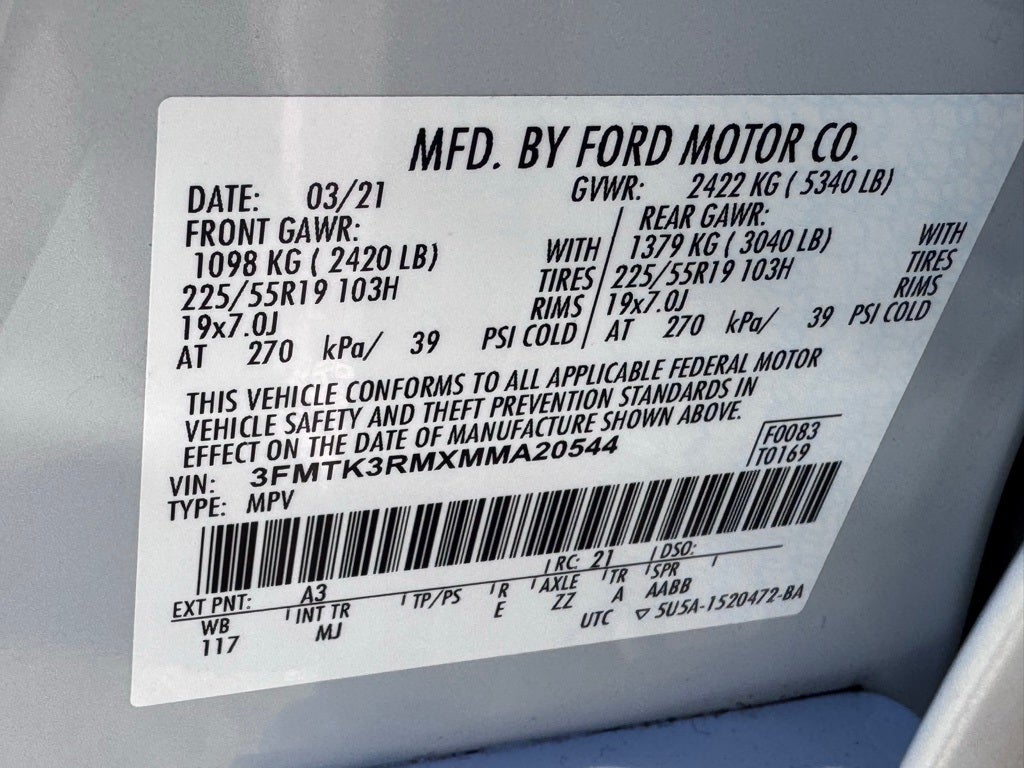 MFD. BY FORD MOTOR CO.
DATE: 03/21 GVWR: 2422 KG ( 5340 LB)
FRONT GAWR: REAR GAWR:
1098 KG ( 2420 LB) WITH 1379 KG ( 3040 LB) WITH
225/55R19 103H TIRES 225/55R19 103H TIRES
19x7.0J RIMS 19x7.0J RIMS
AT 270 kPa/ 39 PSI COLD AT 270 kPa/ 39 PSI COLD
THIS VEHICLE CONFORMS TO ALL APPLICABLE FEDERAL MOTOR
VEHICLE SAFETY AND THEFT PREVENTION STANDARDS IN
EFFECT ON THE DATE OF MANUFACTURE SHOWN ABOVE.
VIN: 3FMTK3RMXMMA20544 F0083
TYPE: MPV T0169
EXT PNT: A3 RC: 21 DSO:
WB INT TR TP/PS R AXLE TR SPR
117 MJ E ZZ A AABB
UTC ▽ 5U5A-1520472-BA